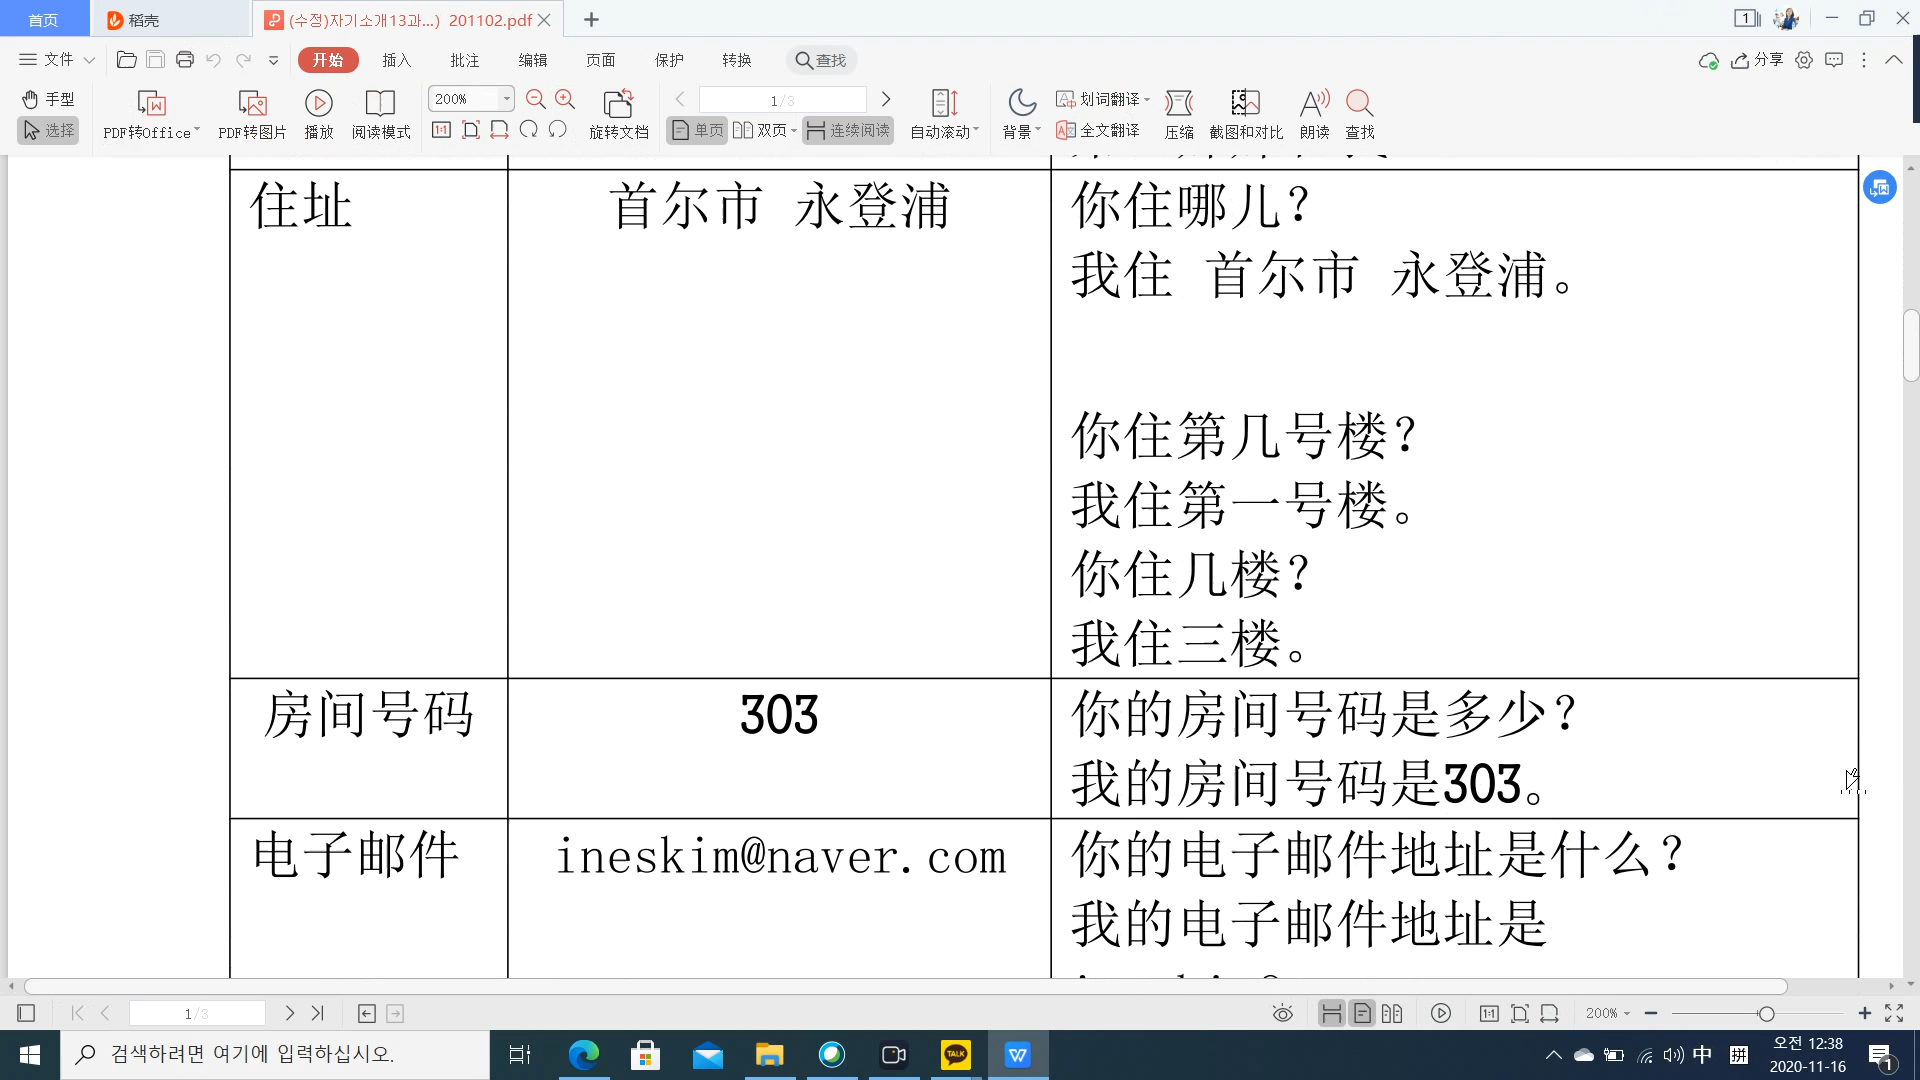 首页
稻壳
(수정)자기소개13과...) 201102.pdf
1
文件
开始
插入
批注
编辑
页面
保护
转换
查找
分享
手型
选择
PDF转Office
PDF转图片
播放
阅读模式
200%
1:1
旋转文档
1/3
单页
双页
连续阅读
自动滚动
背景
划词翻译
全文翻译
压缩
截图和对比
朗读
查找
住址
首尔市 永登浦
你住哪儿？
我住 首尔市 永登浦。
你住第几号楼？
我住第一号楼。
你住几楼？
我住三楼。
房间号码
303
你的房间号码是多少？
我的房间号码是303。
电子邮件
ineskim@naver.com
你的电子邮件地址是什么？
我的电子邮件地址是
1/3
1:1
200%
검색하려면 여기에 입력하십시오.
TALK
中
拼
오전 12:38
2020-11-16
1